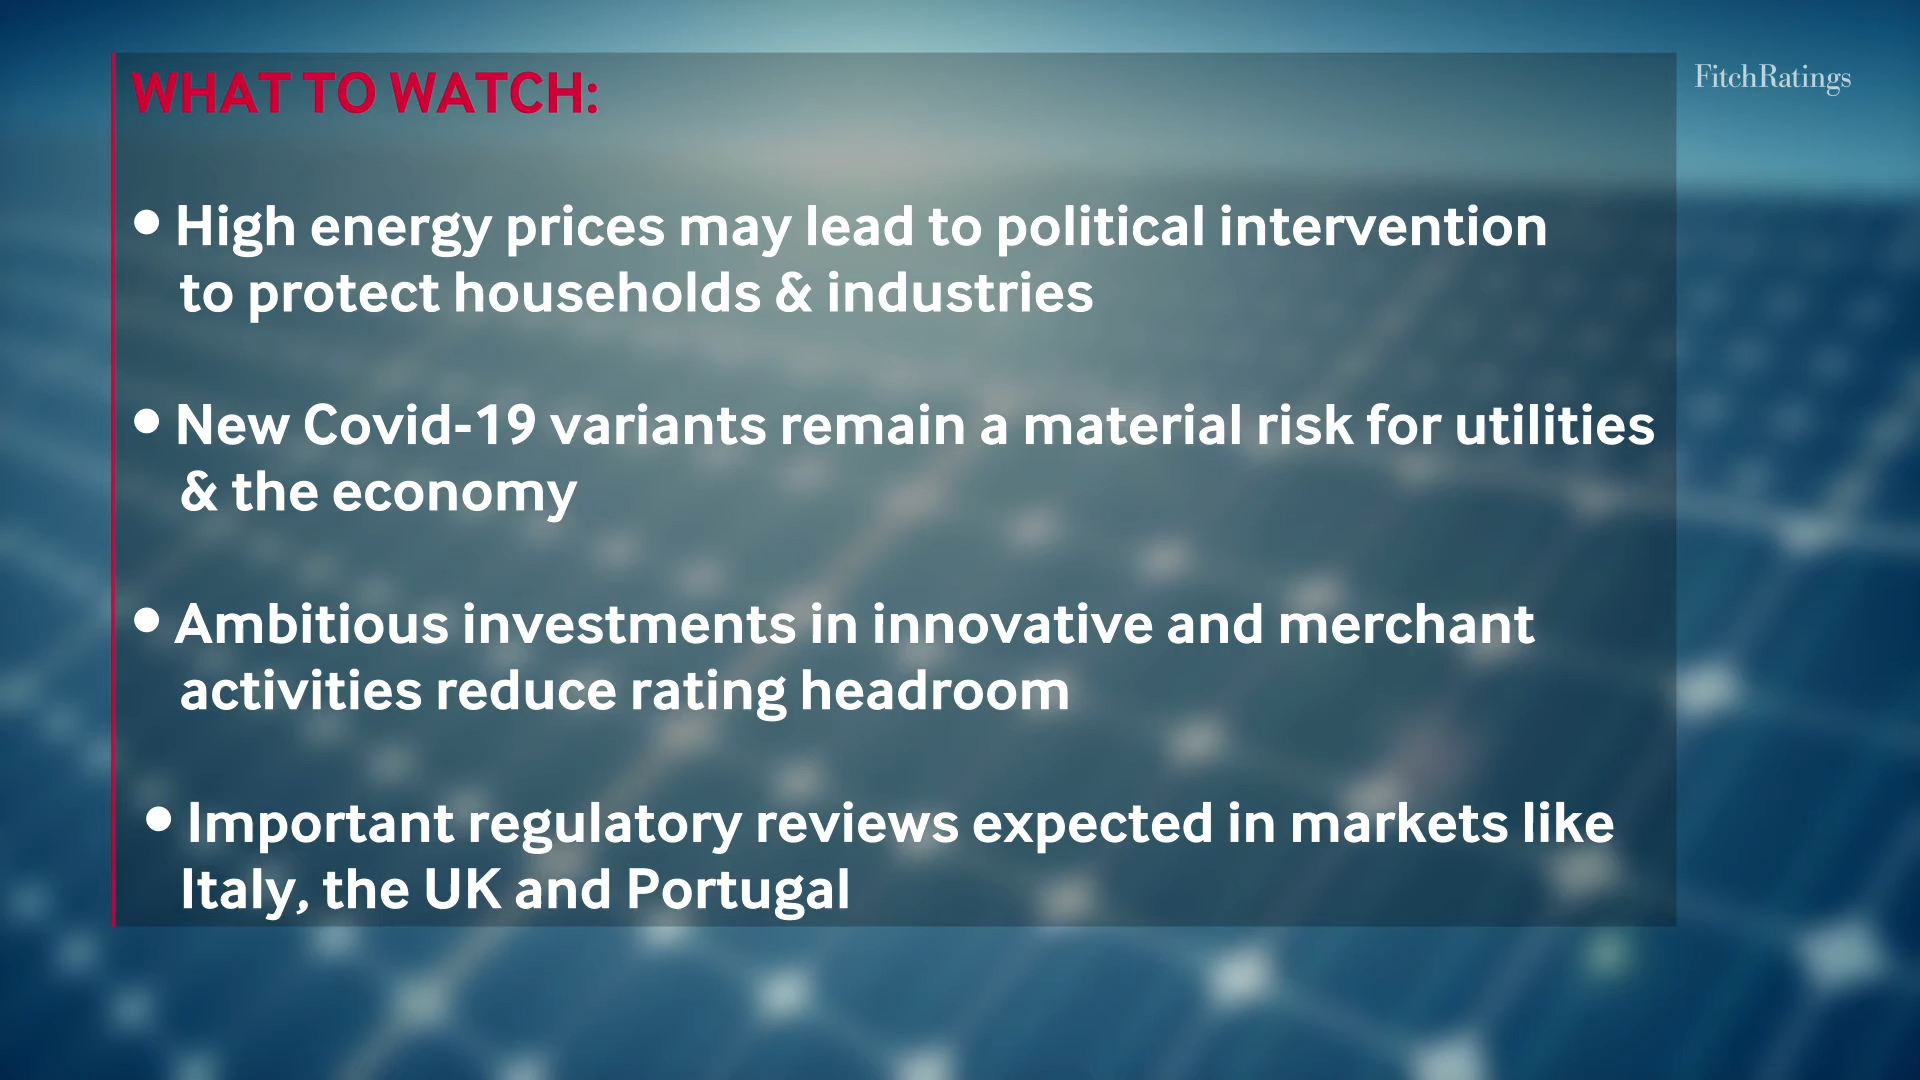 WHAT TO WATCH:
FitchRatings
• High energy prices may lead to political intervention
to protect households & industries
• New Covid-19 variants remain a material risk for utilities
& the economy
• Ambitious investments in innovative and merchant
activities reduce rating headroom
• Important regulatory reviews expected in markets like
Italy, the UK and Portugal